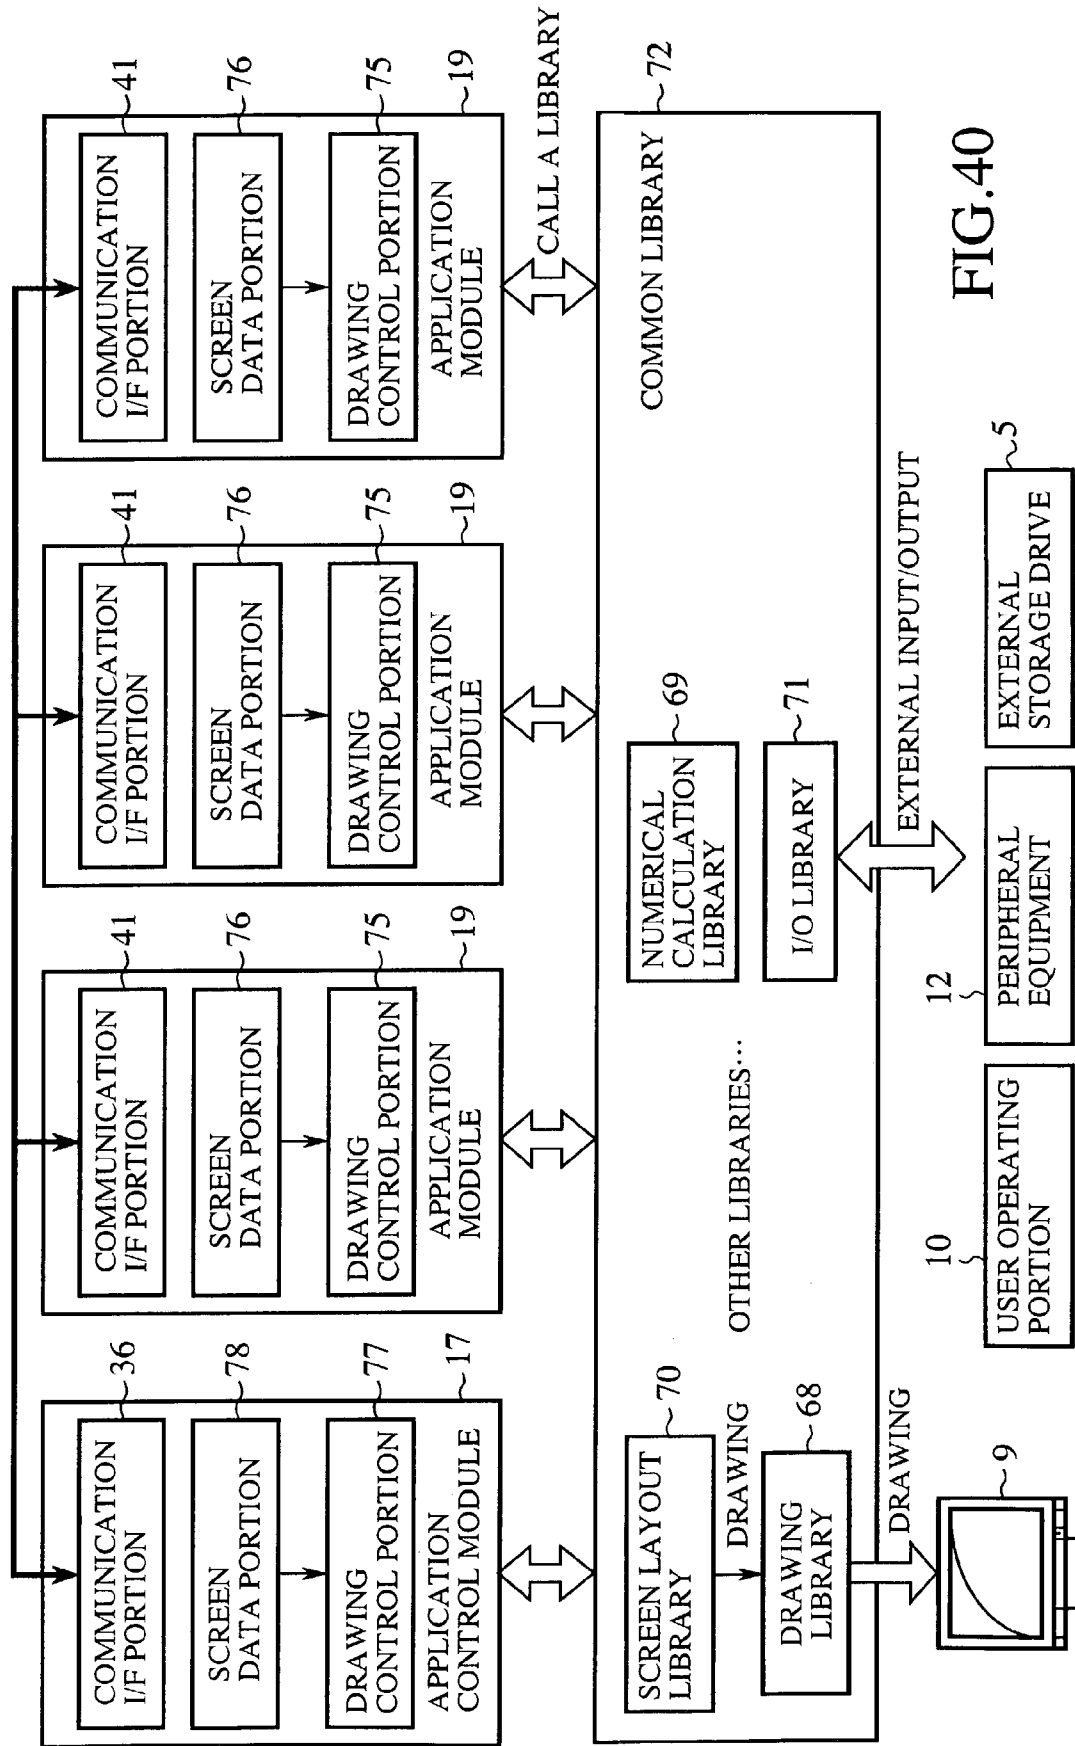 36
COMMUNICATION
I/F PORTION
78
SCREEN
DATA PORTION
77
DRAWING
CONTROL PORTION
17
APPLICATION
CONTROL MODULE
41
COMMUNICATION
I/F PORTION
76
SCREEN
DATA PORTION
75
DRAWING
CONTROL PORTION
19
APPLICATION
MODULE
41
COMMUNICATION
I/F PORTION
76
SCREEN
DATA PORTION
75
DRAWING
CONTROL PORTION
19
APPLICATION
MODULE
41
COMMUNICATION
I/F PORTION
76
SCREEN
DATA PORTION
75
DRAWING
CONTROL PORTION
19
APPLICATION
MODULE
CALL A LIBRARY
72
COMMON LIBRARY
70
SCREEN LAYOUT
LIBRARY
DRAWING
68
DRAWING
LIBRARY
OTHER LIBRARIES...
69
NUMERICAL
CALCULATION
LIBRARY
71
I/O LIBRARY
DRAWING
EXTERNAL INPUT/OUTPUT
9
10
USER OPERATING
PORTION
12
PERIPHERAL
EQUIPMENT
5
EXTERNAL
STORAGE DRIVE
FIG.40